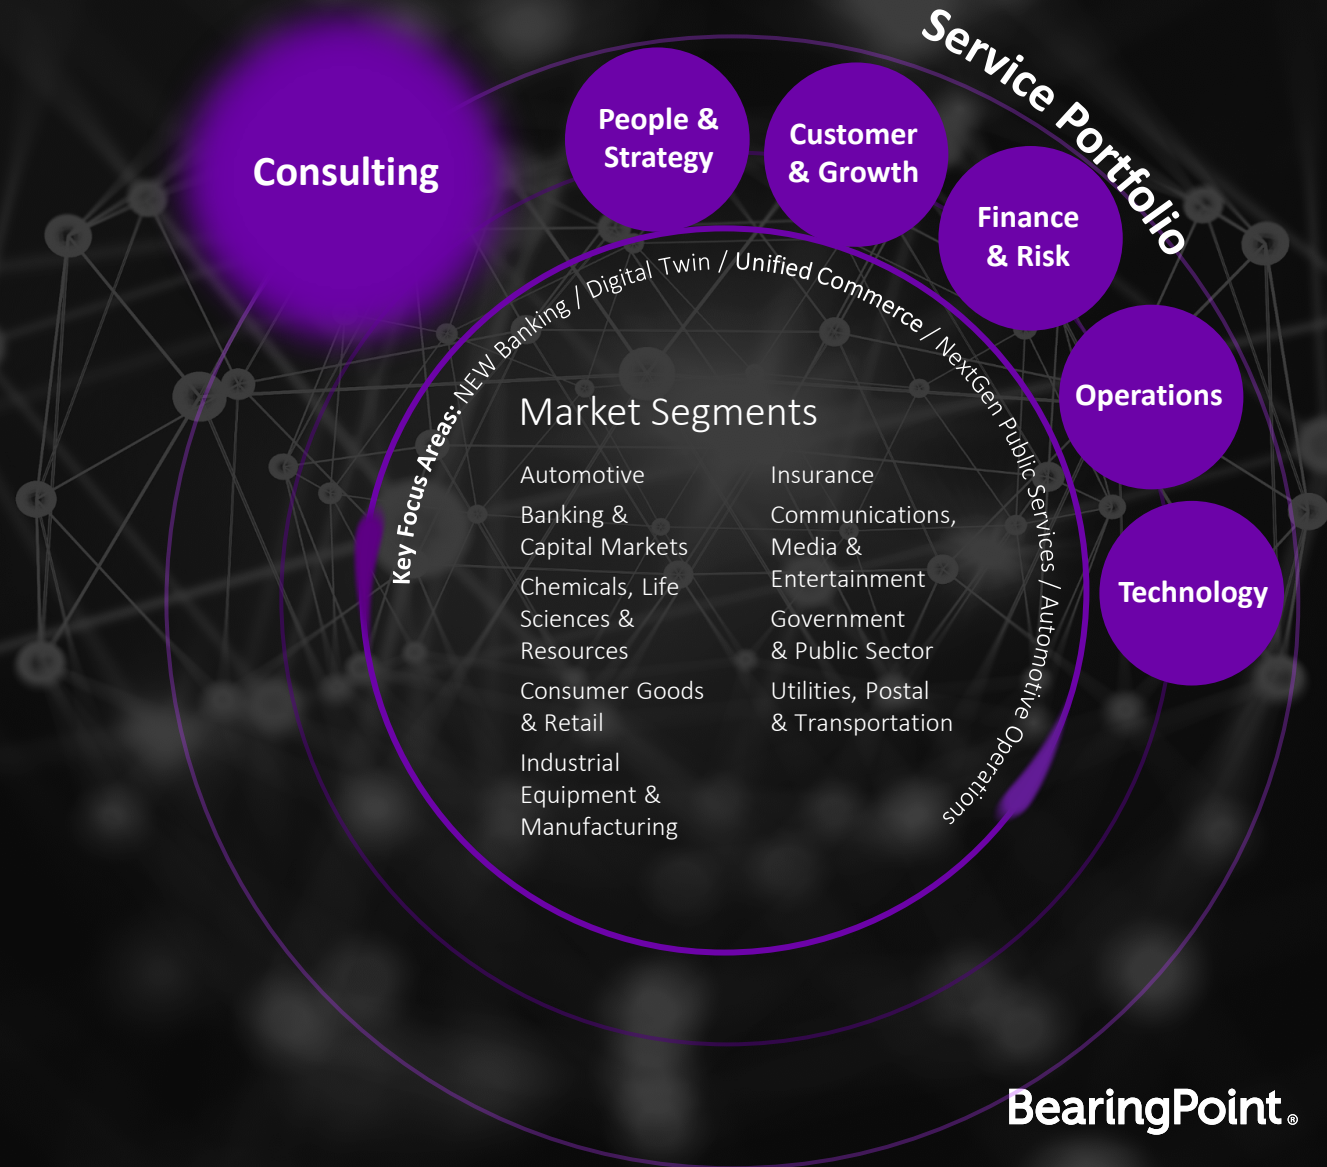 Service Portfolio
Consulting
People &
Strategy
Customer
& Growth
Finance
& Risk
Operations
Technology
Key Focus Areas: NEW Banking / Digital Twin / Unified Commerce / NextGen Public Services / Automotive Operations
Market Segments
Automotive
Banking &
Capital Markets
Chemicals, Life
Sciences &
Resources
Consumer Goods
& Retail
Industrial
Equipment &
Manufacturing
Insurance
Communications,
Media &
Entertainment
Government
& Public Sector
Utilities, Postal
& Transportation
BearingPoint®